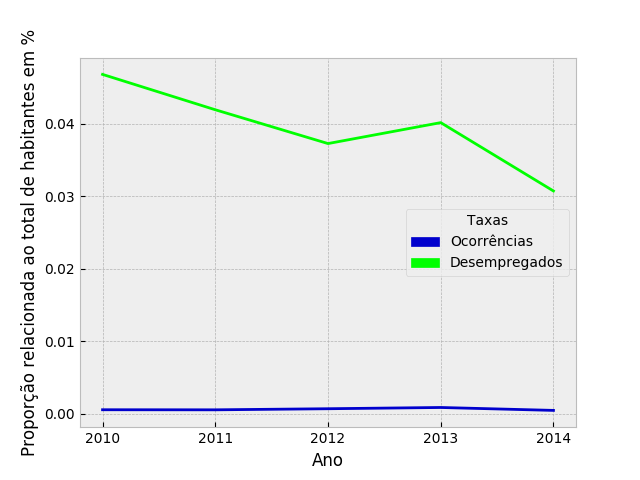 Proporção relacionada ao total de habitantes em %
0.04
0.03
0.02
0.01
0.00
2010 2011 2012 2013 2014
Ano
Taxas
Ocorrências
Desempregados